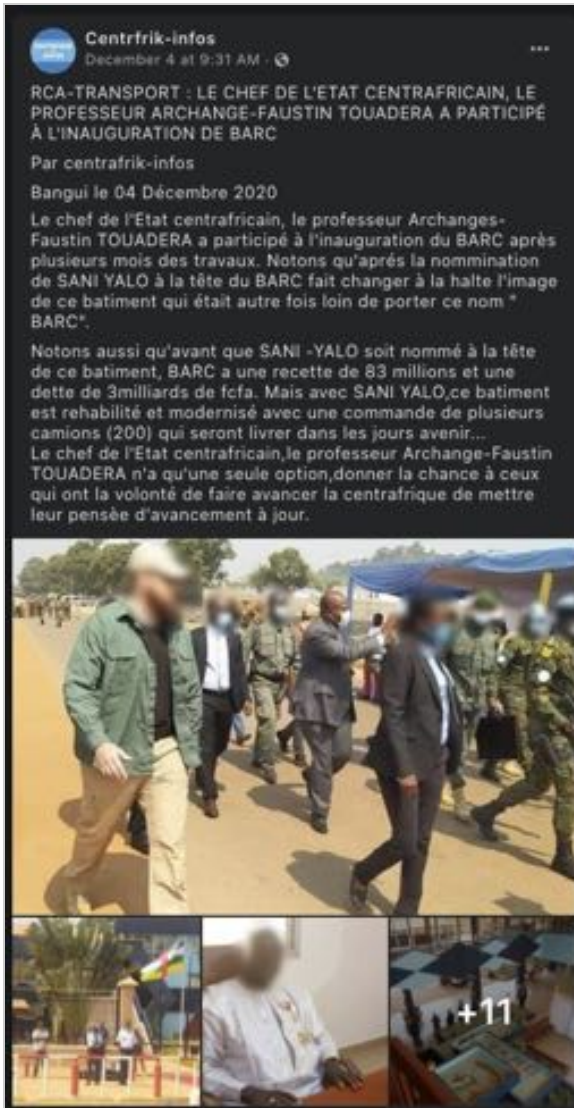 Centrfrik-infos
December 4 at 9:31 AM ·
RCA-TRANSPORT : LE CHEF DE L'ETAT CENTRAFRICAIN, LE
PROFESSEUR ARCHANGE-FAUSTIN TOUADERA A PARTICIPÉ
À L'INAUGURATION DE BARC
Par centrafrik-infos
Bangui le 04 Décembre 2020
Le chef de l'Etat centrafricain, le professeur Archanges-
Faustin TOUADERA a participé à l'inauguration du BARC après
plusieurs mois des travaux. Notons qu'aprés la nommination
de SANI YALO à la tête du BARC fait changer à la halte l'image
de ce batiment qui était autre fois loin de porter ce nom "
BARC".
Notons aussi qu'avant que SANI -YALO soit nommé à la tête
de ce batiment, BARC a une recette de 83 millions et une
dette de 3milliards de fcfa. Mais avec SANI YALO,ce batiment
est rehabilité et modernisé avec une commande de plusieurs
camions (200) qui seront livrer dans les jours avenir...
Le chef de l'Etat centrafricain,le professeur Archange-Faustin
TOUADERA n'a qu'une seule option,donner la chance à ceux
qui ont la volonté de faire avancer la centrafrique de mettre
leur pensèe d'avancement à jour.
+11